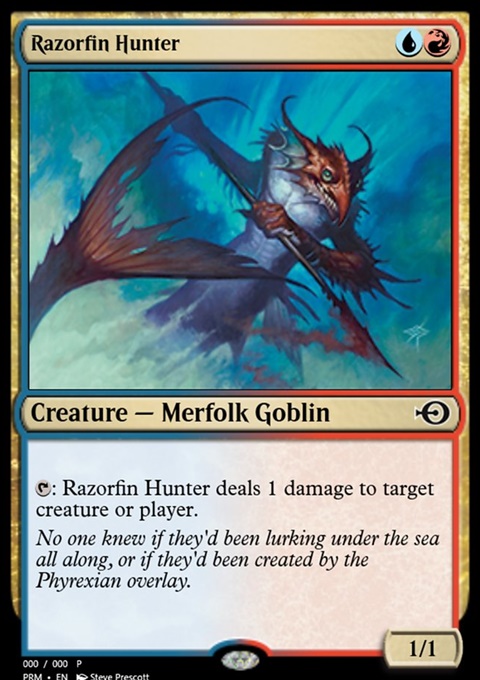 Razorfin Hunter
Creature — Merfolk Goblin
: Razorfin Hunter deals 1 damage to target
creature or player.
No one knew if they'd been lurking under the sea
all along, or if they'd been created by the
Phyrexian overlay.
1/1
000 / 000 P
PRM • EN Steve Prescott